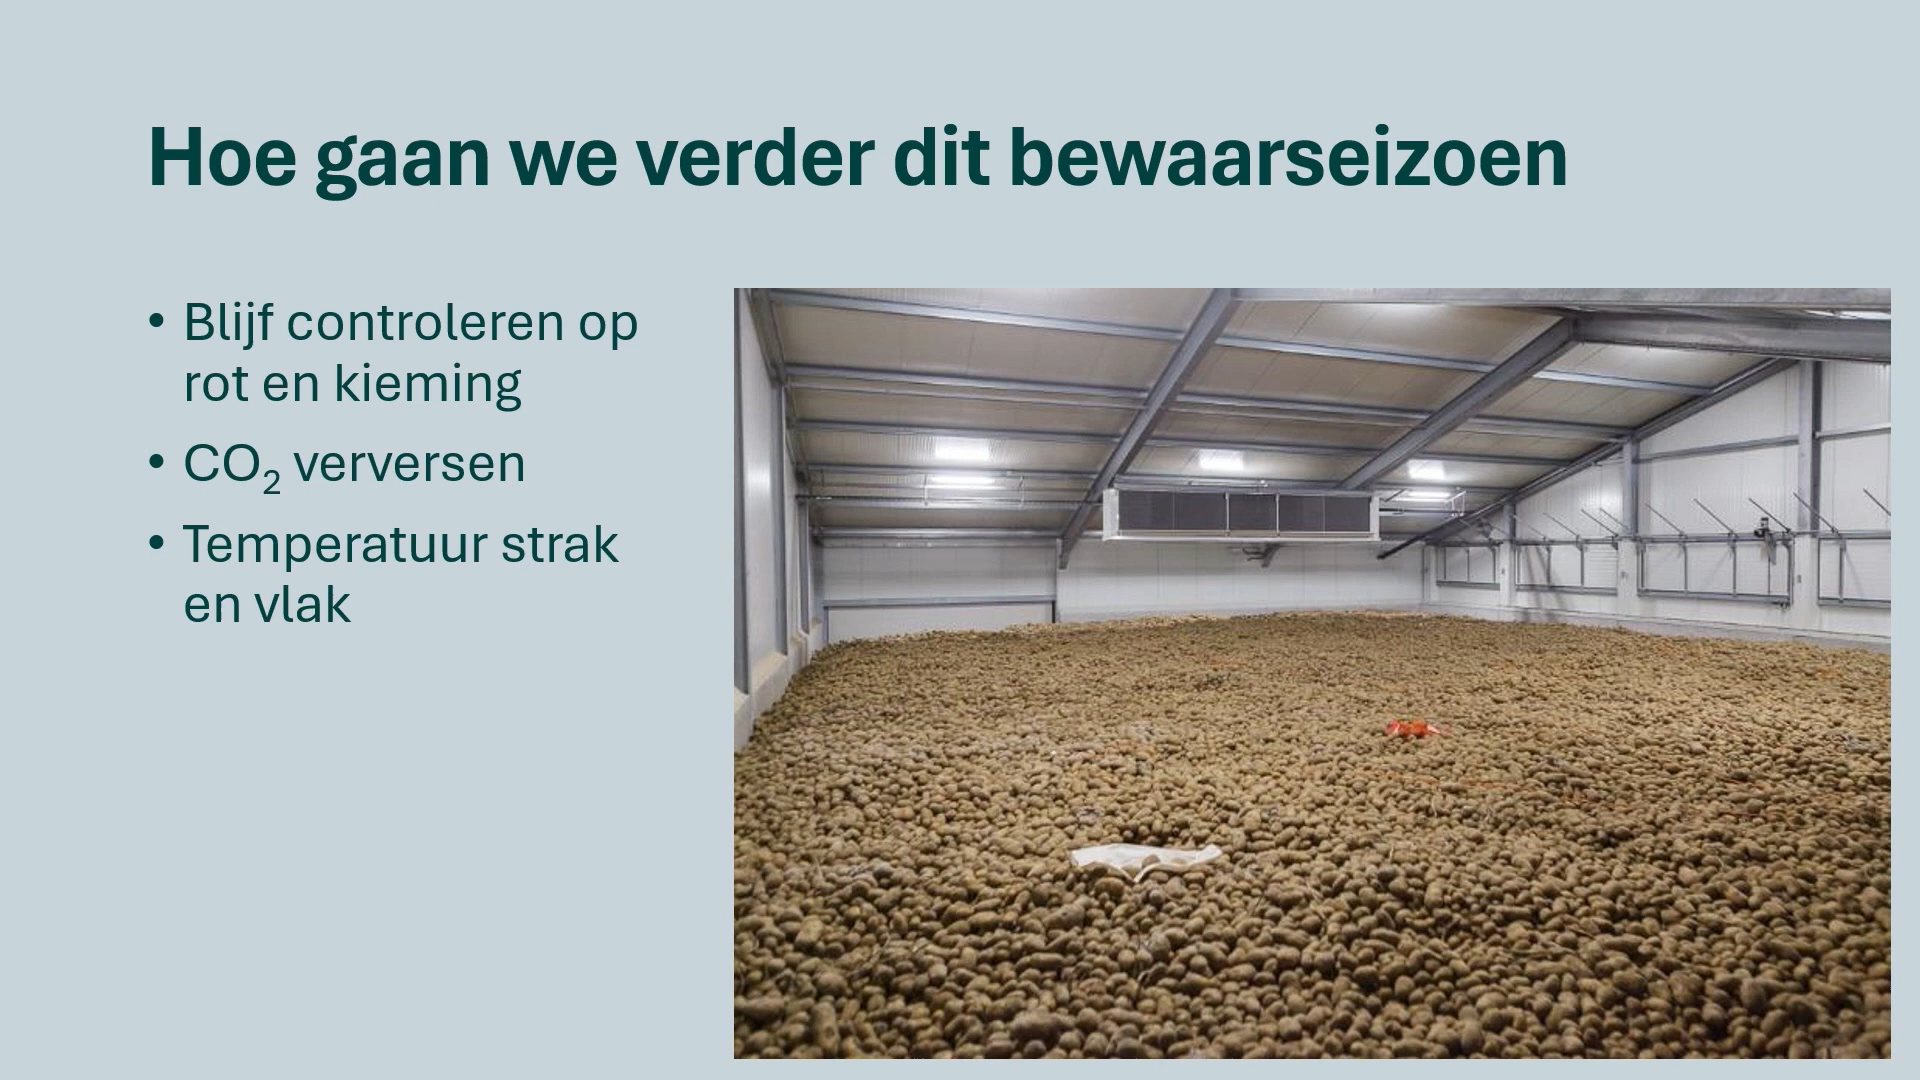 Hoe gaan we verder dit bewaarseizoen
• Blijf controleren op
rot en kieming
• CO₂ verversen
• Temperatuur strak
en vlak